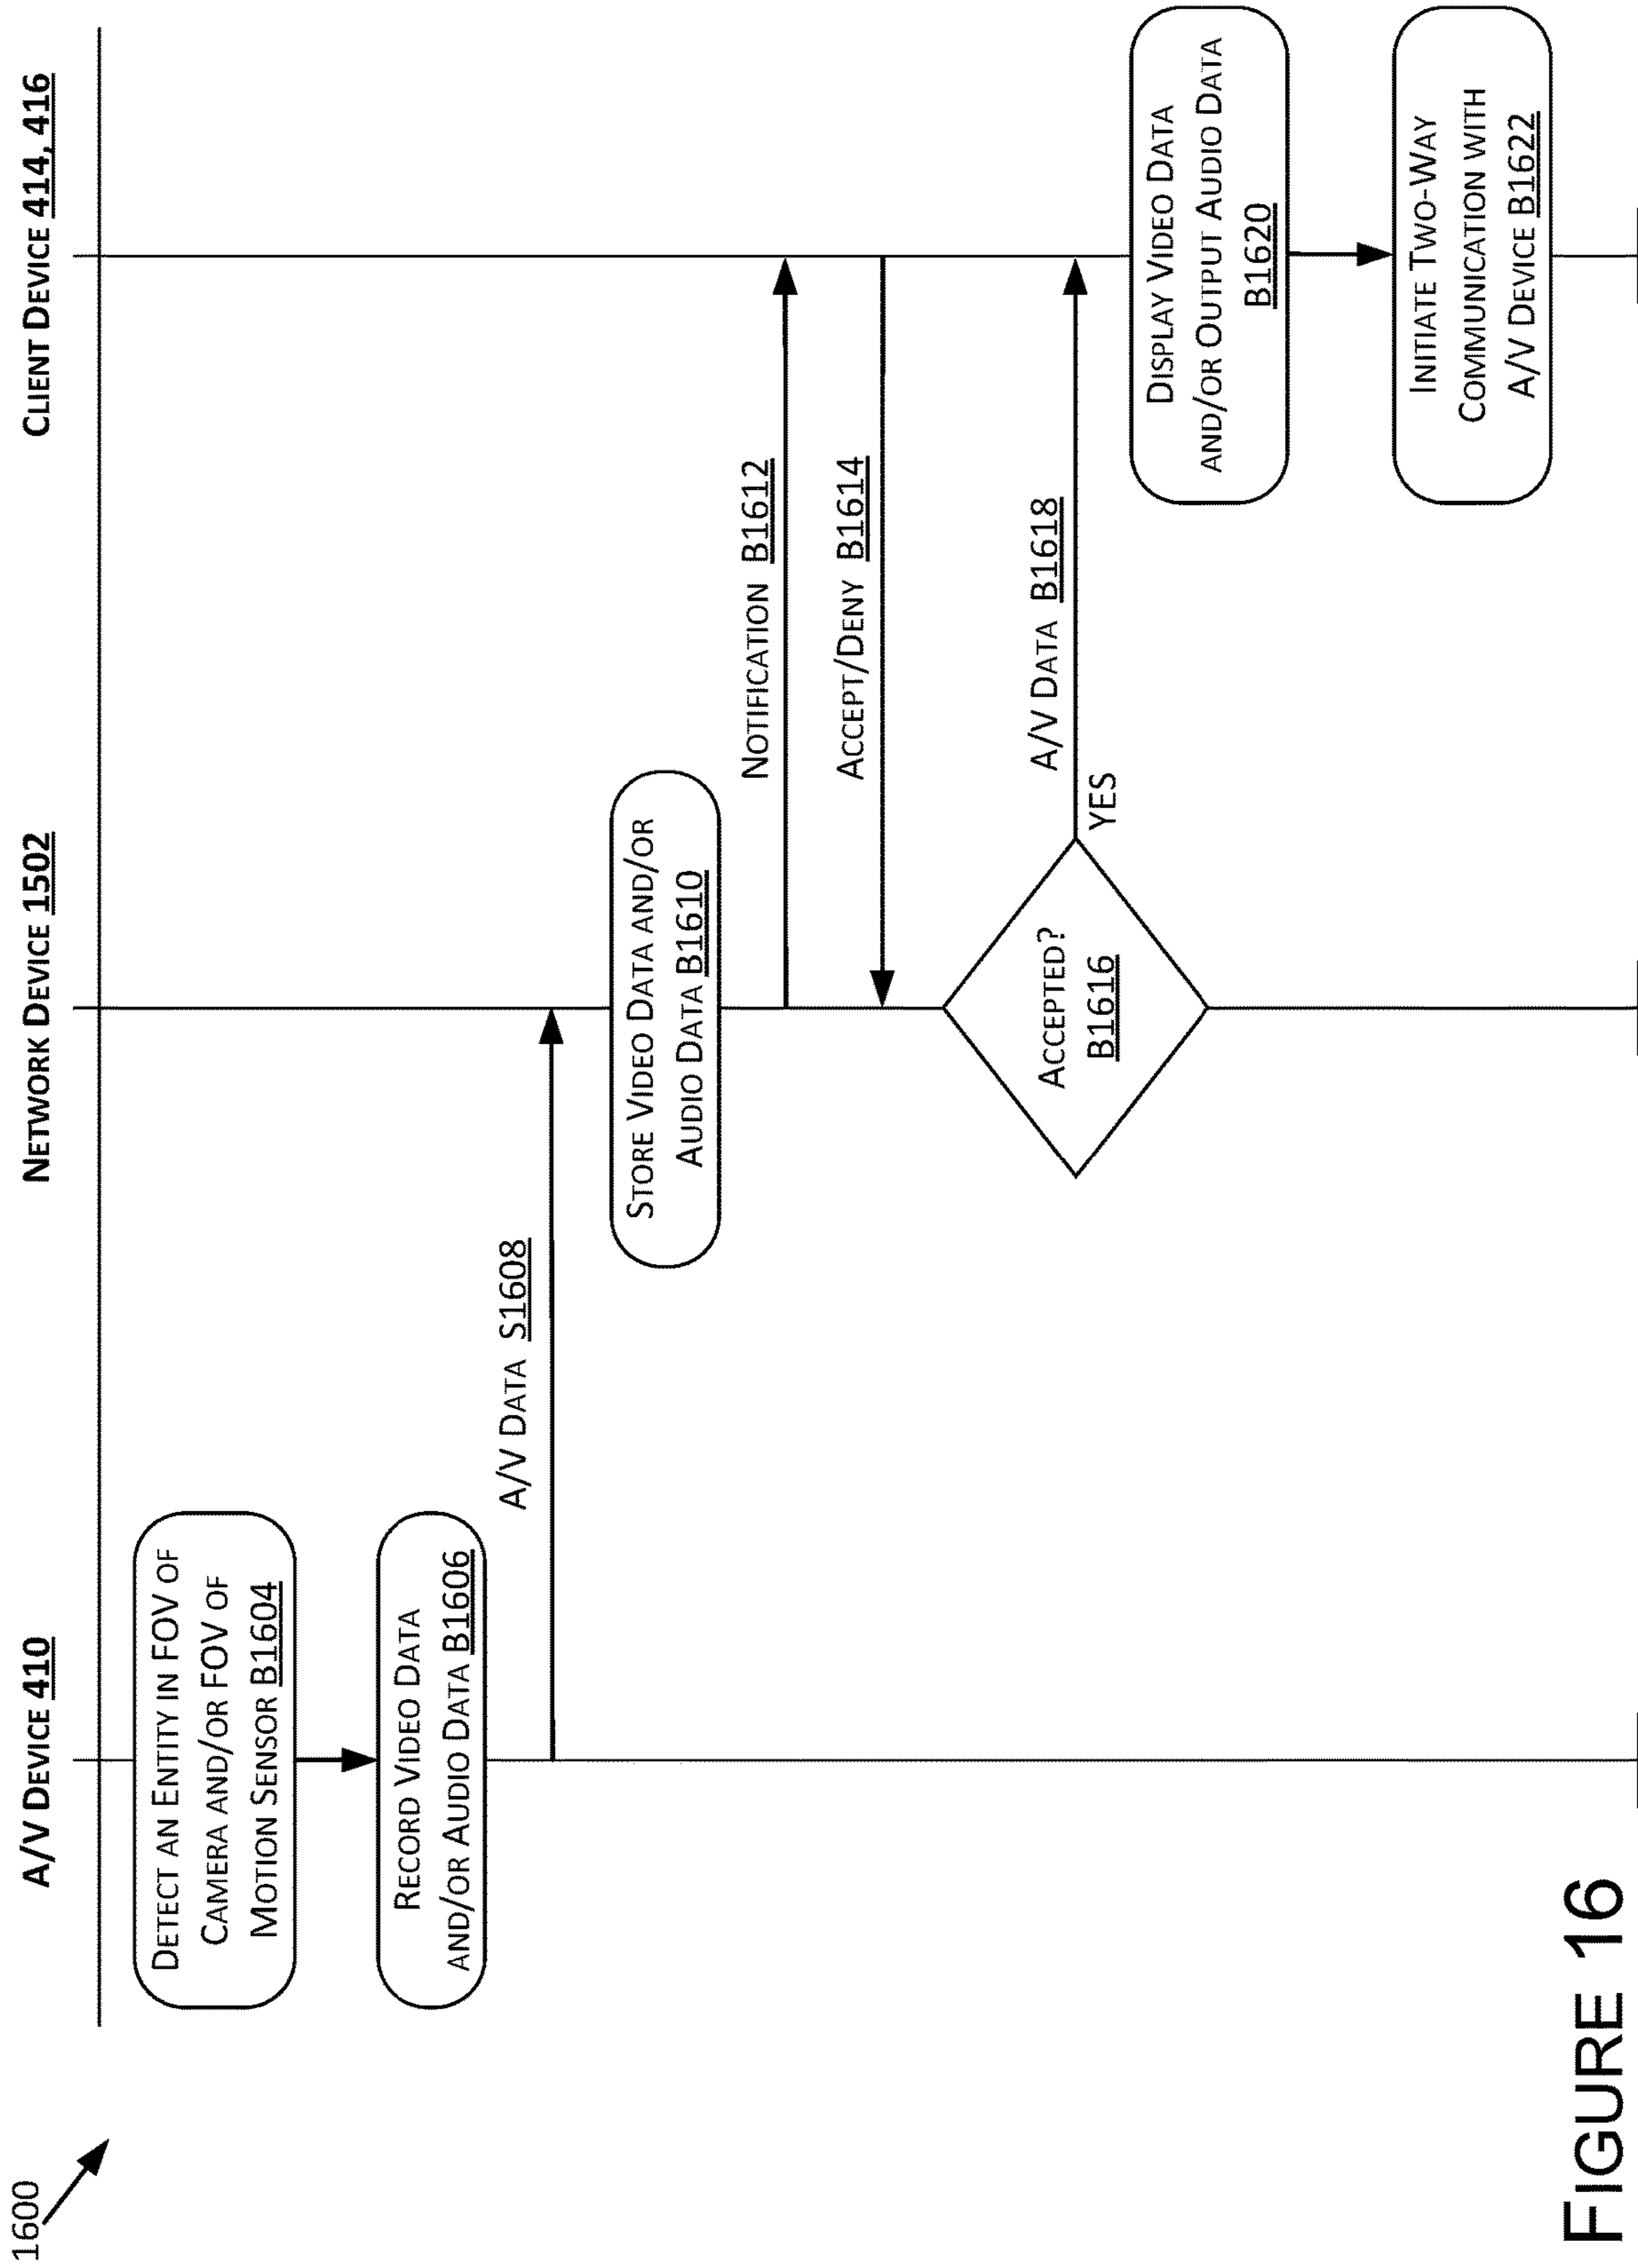 1600
A/V DEVICE 410
NETWORK DEVICE 1502
CLIENT DEVICE 414, 416
DETECT AN ENTITY IN FOV OF
CAMERA AND/OR FOV OF
MOTION SENSOR B1604
RECORD VIDEO DATA
AND/OR AUDIO DATA B1606
A/V DATA S1608
STORE VIDEO DATA AND/OR
AUDIO DATA B1610
NOTIFICATION B1612
ACCEPT/DENY B1614
ACCEPTED?
B1616
YES
A/V DATA B1618
DISPLAY VIDEO DATA
AND/OR OUTPUT AUDIO DATA
B1620
INITIATE TWO-WAY
COMMUNICATION WITH
A/V DEVICE B1622
FIGURE 16